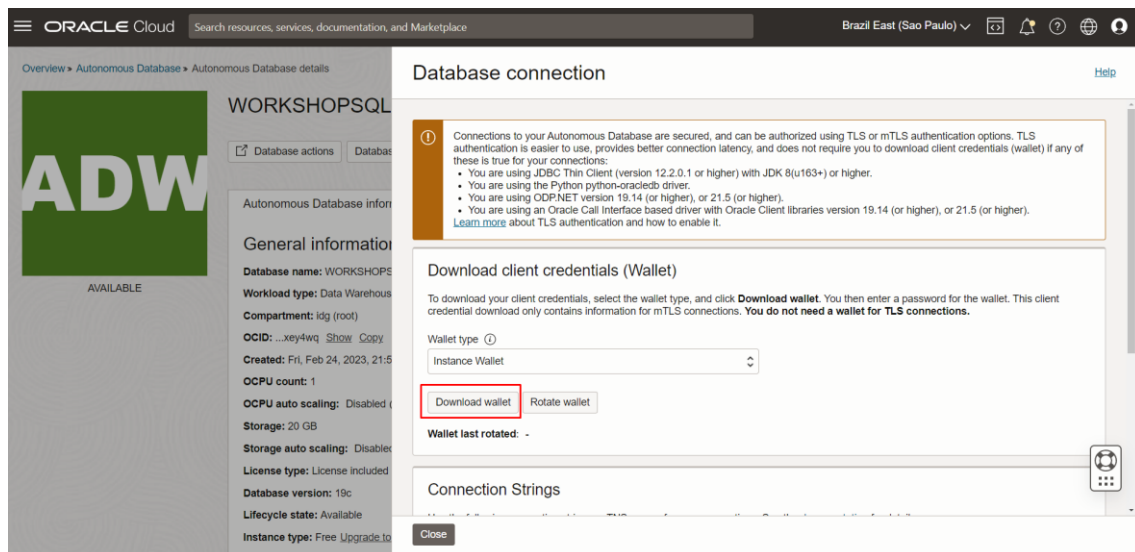 ORACLE Cloud
Search resources, services, documentation, and Marketplace
Brazil East (Sao Paulo)
Overview » Autonomous Database » Autonomous Database details
ADW
AVAILABLE
WORKSHOPSQL
Database actions
Databas
Autonomous Database inforr
General information
Database name: WORKSHOPS
Workload type: Data Warehous
Compartment: idg (root)
OCID: ...xey4wq Show Copy
Created: Fri, Feb 24, 2023, 21:5
OCPU count: 1
OCPU auto scaling: Disabled (
Storage: 20 GB
Storage auto scaling: Disabled
License type: License included
Database version: 19c
Lifecycle state: Available
Instance type: Free Upgrade to
Database connection
Help
Connections to your Autonomous Database are secured, and can be authorized using TLS or mTLS authentication options. TLS
authentication is easier to use, provides better connection latency, and does not require you to download client credentials (wallet) if any of
these is true for your connections:
• You are using JDBC Thin Client (version 12.2.0.1 or higher) with JDK 8(u163+) or higher.
• You are using the Python python-oracledb driver.
• You are using ODP.NET version 19.14 (or higher), or 21.5 (or higher).
• You are using an Oracle Call Interface based driver with Oracle Client libraries version 19.14 (or higher), or 21.5 (or higher).
Learn more about TLS authentication and how to enable it.
Download client credentials (Wallet)
To download your client credentials, select the wallet type, and click Download wallet. You then enter a password for the wallet. This client
credential download only contains information for mTLS connections. You do not need a wallet for TLS connections.
Wallet type
Instance Wallet
Download wallet
Rotate wallet
Wallet last rotated: -
Connection Strings
Close